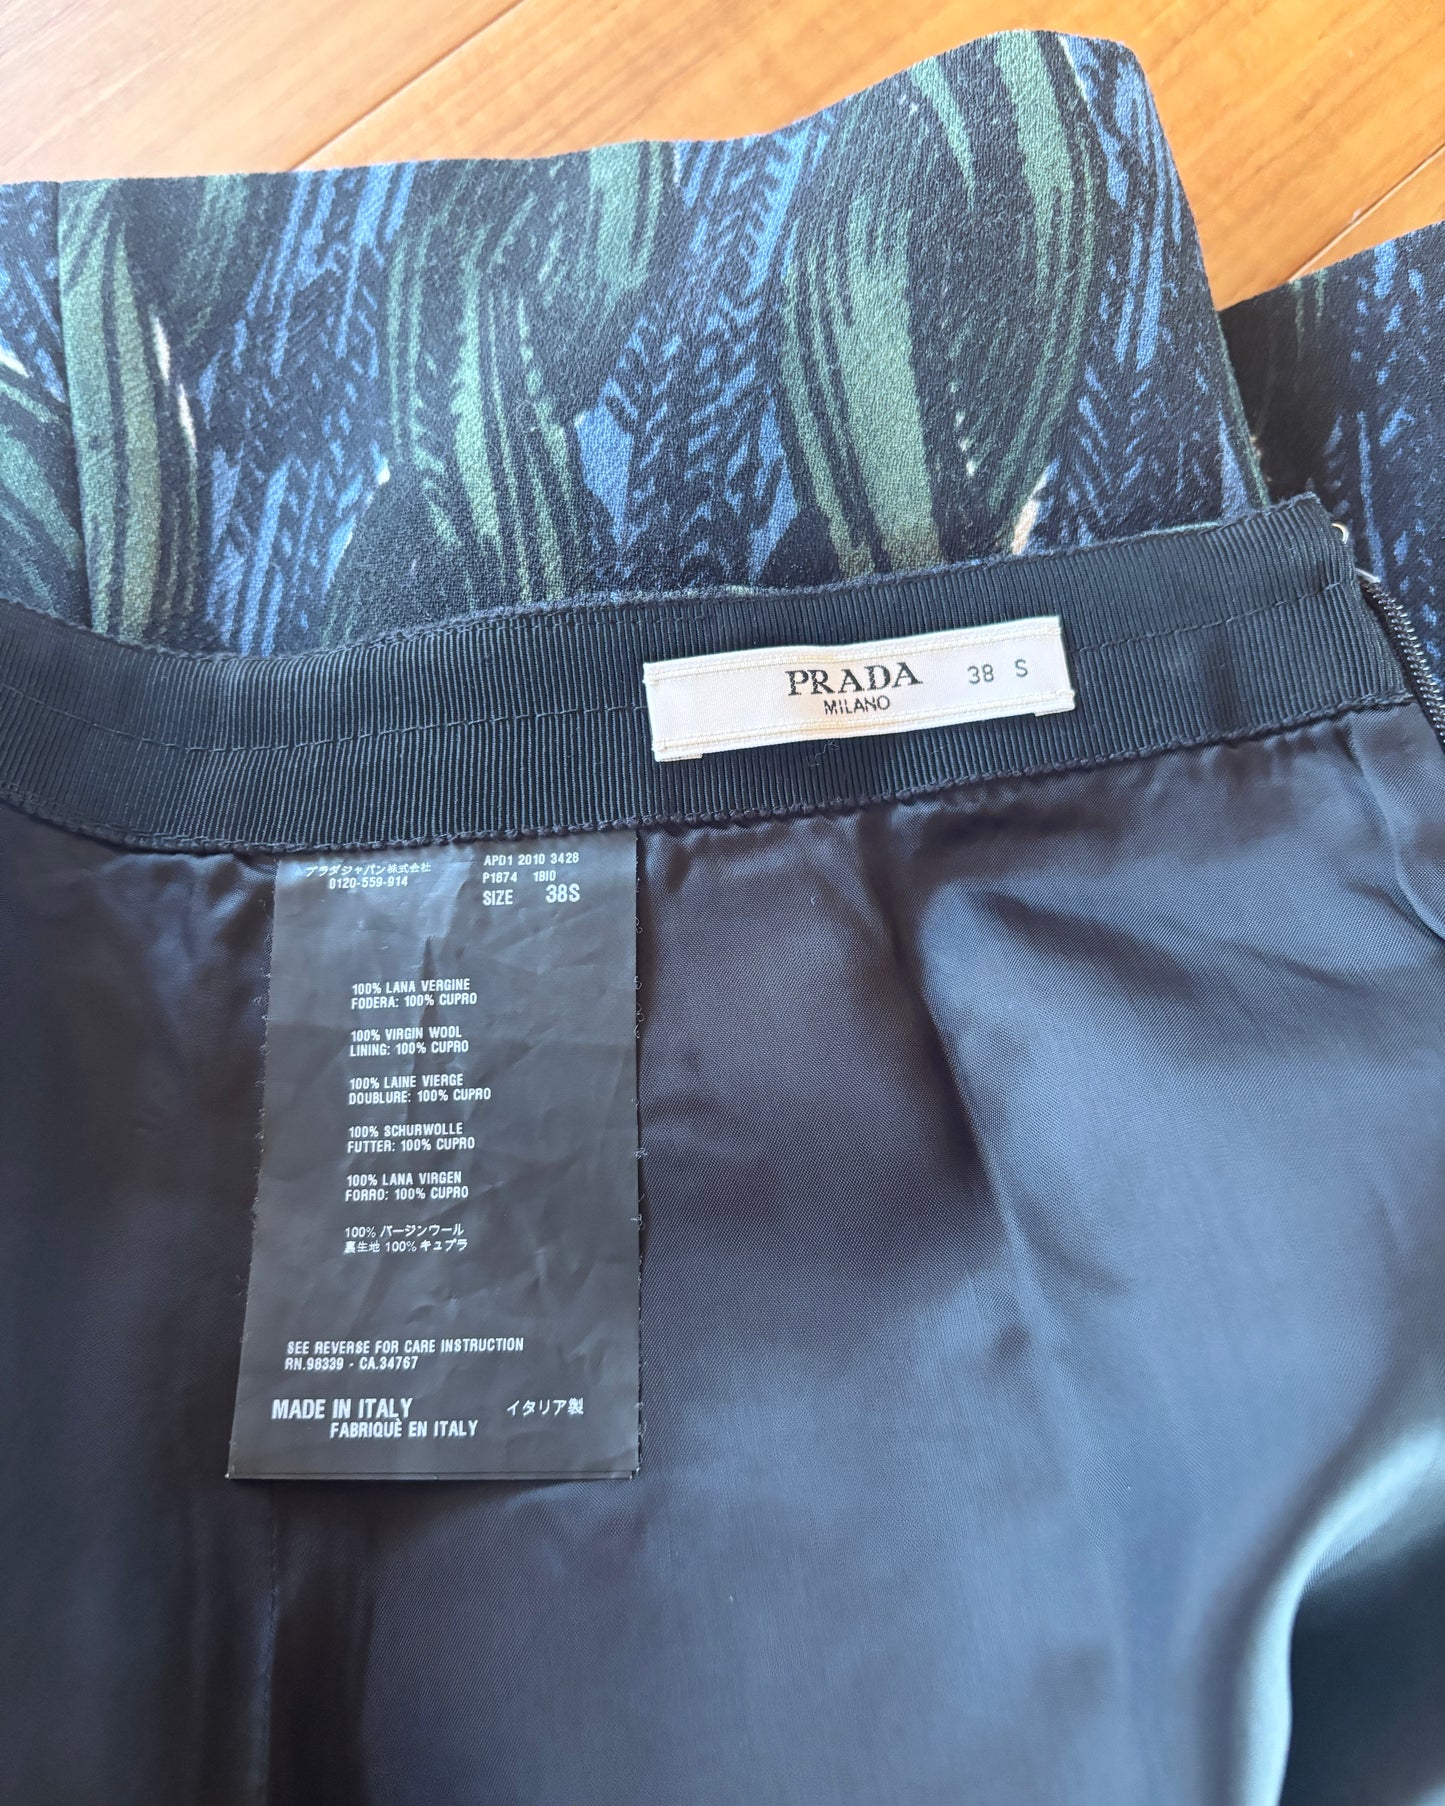 PRADA 38 S
MILANO
プラダジャパン株式会社
0120-559-914
APD1 2010 3428
P1874 1BI0
SIZE 38S
100% LANA VERGINE
FODERA: 100% CUPRO
100% VIRGIN WOOL
LINING: 100% CUPRO
100% LAINE VIERGE
DOUBLURE: 100% CUPRO
100% SCHURWOLLE
FUTTER: 100% CUPRO
100% LANA VIRGEN
FORRO: 100% CUPRO
100% バージンウール
裏生地 100% キュプラ
SEE REVERSE FOR CARE INSTRUCTION
RN.98339 - CA.34767
MADE IN ITALY イタリア製
FABRIQUÈ EN ITALY